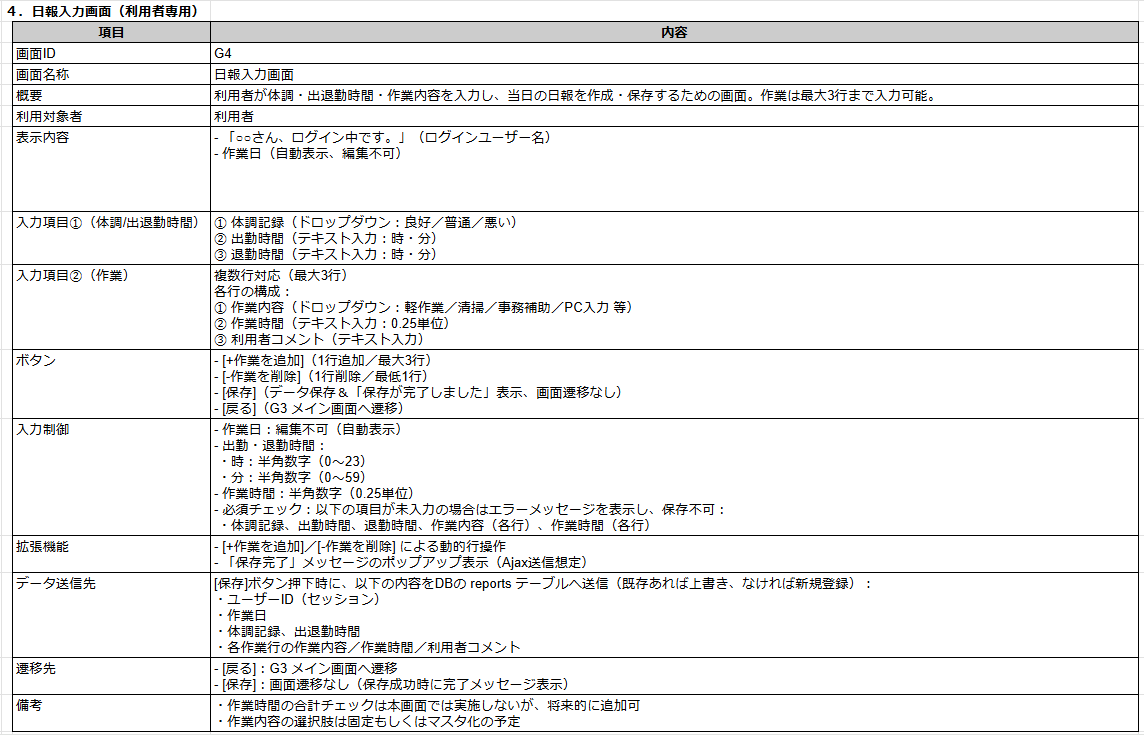 ４．日報入力画面（利用者専用）
項目 内容
画面ID G4
画面名称 日報入力画面
概要 利用者が体調・出退勤時間・作業内容を入力し、当日の日報を作成・保存するための画面。作業は最大3行まで入力可能。
利用対象者 利用者
表示内容 - 「○○さん、ログイン中です。」（ログインユーザー名）
- 作業日（自動表示、編集不可）
入力項目①（体調/出退勤時間） ① 体調記録（ドロップダウン：良好／普通／悪い）
② 出勤時間（テキスト入力：時・分）
③ 退勤時間（テキスト入力：時・分）
入力項目②（作業） 複数行対応（最大3行）
各行の構成：
① 作業内容（ドロップダウン：軽作業／清掃／事務補助／PC入力 等）
② 作業時間（テキスト入力：0.25単位）
③ 利用者コメント（テキスト入力）
ボタン - [+作業を追加]（1行追加／最大3行）
- [-作業を削除]（1行削除／最低1行）
- [保存]（データ保存＆「保存が完了しました」表示、画面遷移なし）
- [戻る]（G3 メイン画面へ遷移）
入力制御 - 作業日：編集不可（自動表示）
- 出勤・退勤時間：
・時：半角数字（0～23）
・分：半角数字（0～59）
- 作業時間：半角数字（0.25単位）
- 必須チェック：以下の項目が未入力の場合はエラーメッセージを表示し、保存不可：
・体調記録、出勤時間、退勤時間、作業内容（各行）、作業時間（各行）
拡張機能 - [+作業を追加]／[-作業を削除] による動的行操作
- 「保存完了」メッセージのポップアップ表示（Ajax送信想定）
データ送信先 [保存]ボタン押下時に、以下の内容をDBの reports テーブルへ送信（既存あれば上書き、なければ新規登録）：
・ユーザーID（セッション）
・作業日
・体調記録、出退勤時間
・各作業行の作業内容／作業時間／利用者コメント
遷移先 - [戻る]：G3 メイン画面へ遷移
- [保存]：画面遷移なし（保存成功時に完了メッセージ表示）
備考 ・作業時間の合計チェックは本画面では実施しないが、将来的に追加可
・作業内容の選択肢は固定もしくはマスタ化の予定